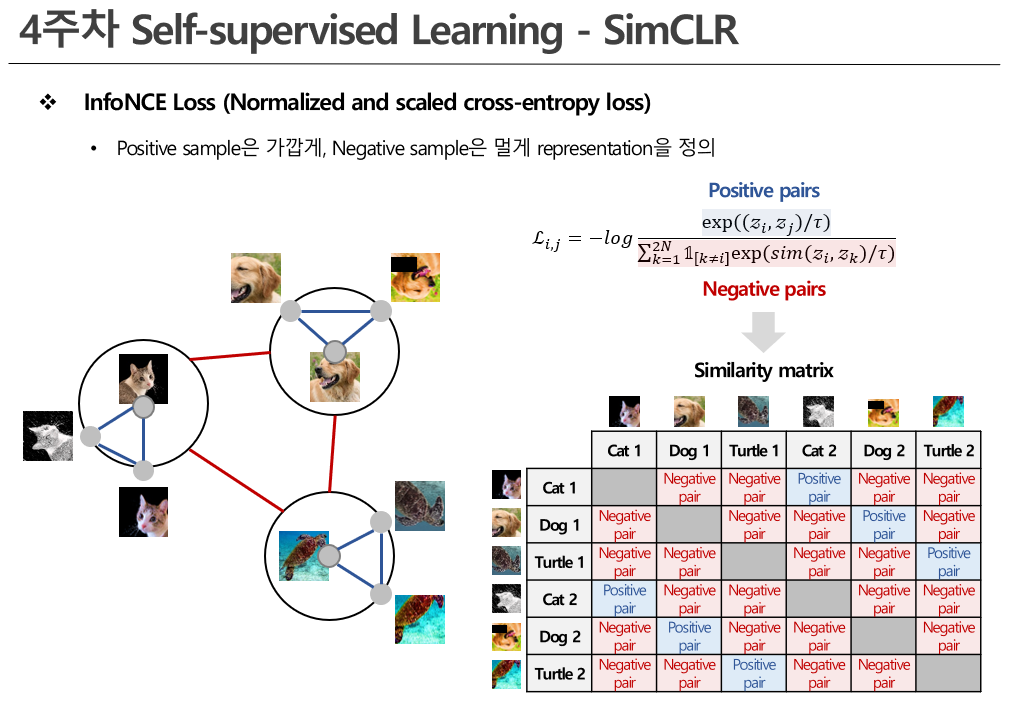 4주차 Self-supervised Learning - SimCLR
❖ InfoNCE Loss (Normalized and scaled cross-entropy loss)
• Positive sample은 가깝게, Negative sample은 멀게 representation을 정의
Positive pairs
ℒ_{i,j} = −log exp((z_i, z_j)/τ) / ∑_{k=1}^{2N} 𝟙_{[k≠i]} exp(sim(z_i, z_k)/τ)
Negative pairs
Similarity matrix
Cat 1 Dog 1 Turtle 1 Cat 2 Dog 2 Turtle 2
Cat 1 Negative pair Negative pair Positive pair Negative pair Negative pair
Dog 1 Negative pair Negative pair Negative pair Positive pair Negative pair
Turtle 1 Negative pair Negative pair Negative pair Negative pair Positive pair
Cat 2 Positive pair Negative pair Negative pair Negative pair Negative pair
Dog 2 Negative pair Positive pair Negative pair Negative pair Negative pair
Turtle 2 Negative pair Negative pair Positive pair Negative pair Negative pair